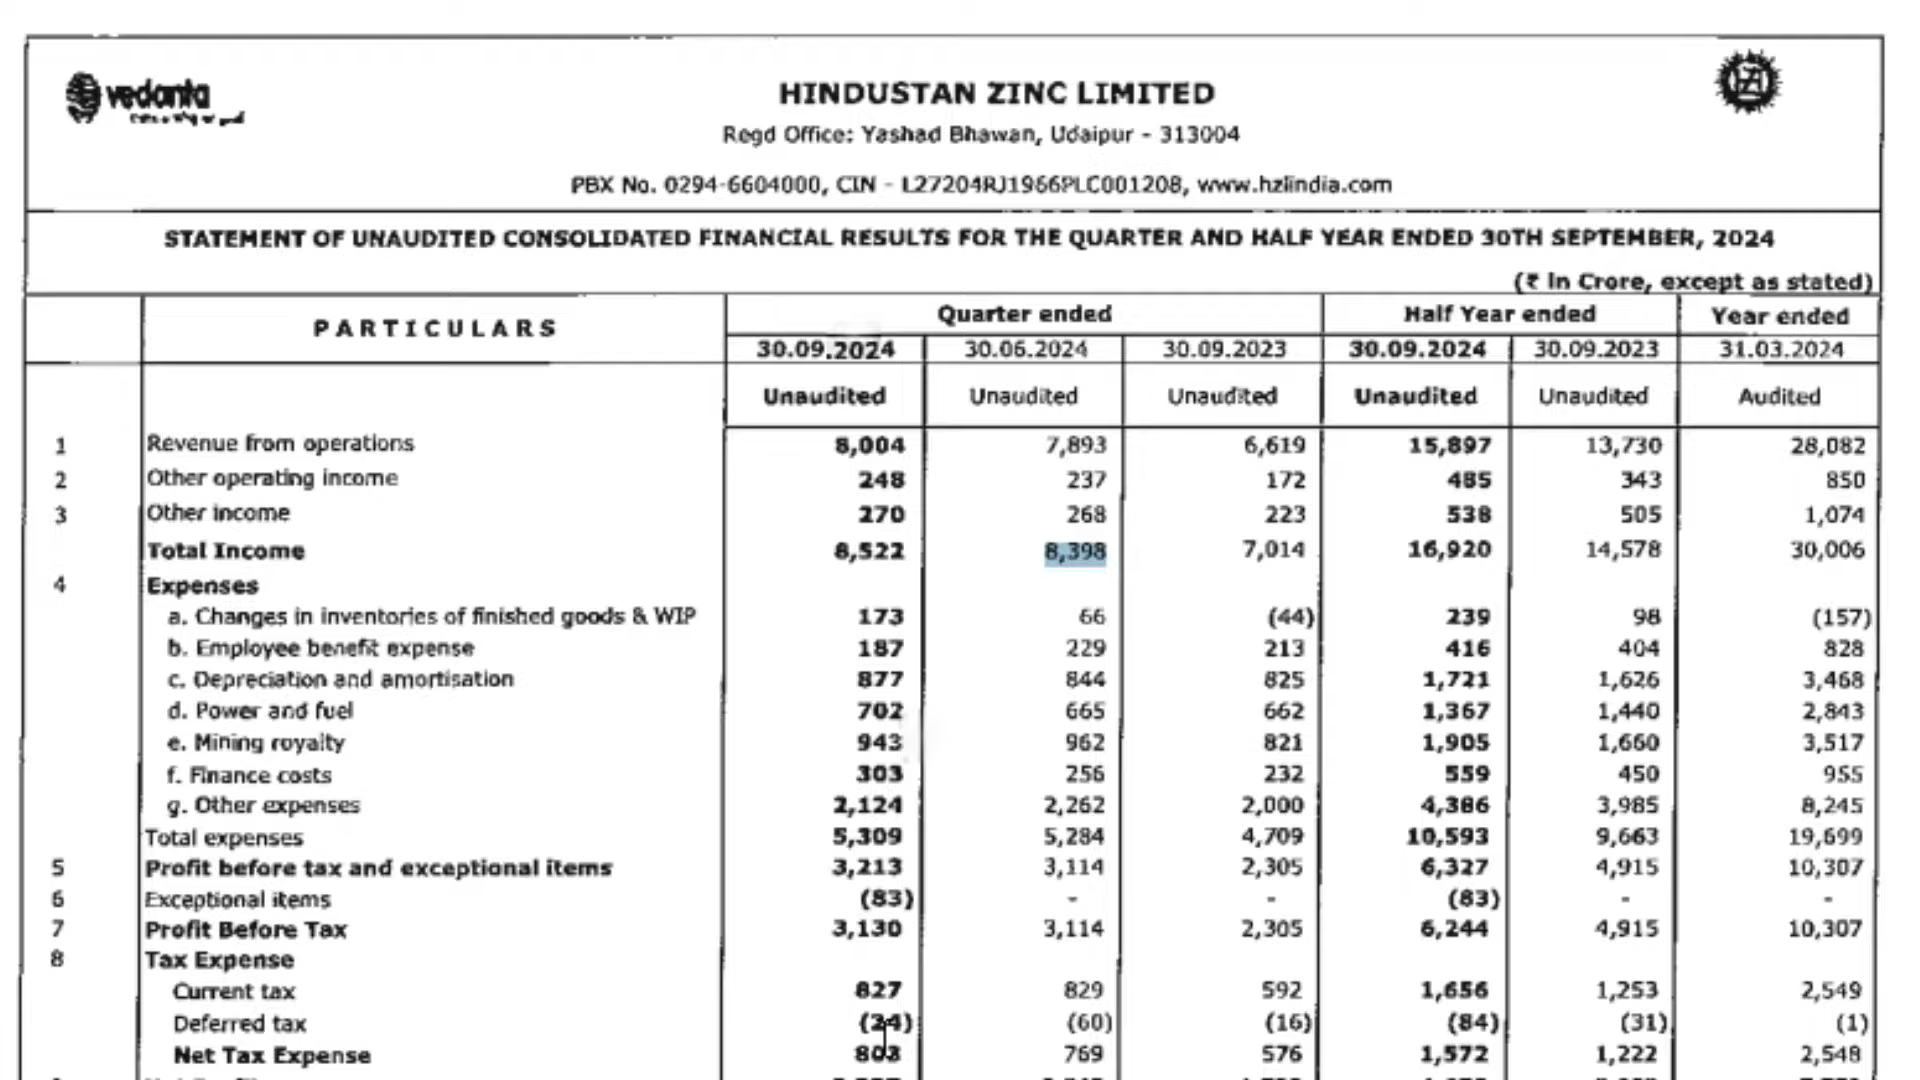 vedanta
HINDUSTAN ZINC LIMITED
Regd Office: Yashad Bhawan, Udaipur - 313004
PBX No. 0294-6604000, CIN - L27204RJ1966PLC001208, www.hzlindia.com
STATEMENT OF UNAUDITED CONSOLIDATED FINANCIAL RESULTS FOR THE QUARTER AND HALF YEAR ENDED 30TH SEPTEMBER, 2024
(₹ in Crore, except as stated)
PARTICULARS Quarter ended Half Year ended Year ended
30.09.2024 30.06.2024 30.09.2023 30.09.2024 30.09.2023 31.03.2024
Unaudited Unaudited Unaudited Unaudited Unaudited Audited
1 Revenue from operations 8,004 7,893 6,619 15,897 13,730 28,082
2 Other operating income 248 237 172 485 343 850
3 Other income 270 268 223 538 505 1,074
Total Income 8,522 8,398 7,014 16,920 14,578 30,006
4 Expenses
a. Changes in inventories of finished goods & WIP 173 66 (44) 239 98 (157)
b. Employee benefit expense 187 229 213 416 404 828
c. Depreciation and amortisation 877 844 825 1,721 1,626 3,468
d. Power and fuel 702 665 662 1,367 1,440 2,843
e. Mining royalty 943 962 821 1,905 1,660 3,517
f. Finance costs 303 256 232 559 450 955
g. Other expenses 2,124 2,262 2,000 4,386 3,985 8,245
Total expenses 5,309 5,284 4,709 10,593 9,663 19,699
5 Profit before tax and exceptional items 3,213 3,114 2,305 6,327 4,915 10,307
6 Exceptional items (83) - - (83) - -
7 Profit Before Tax 3,130 3,114 2,305 6,244 4,915 10,307
8 Tax Expense
Current tax 827 829 592 1,656 1,253 2,549
Deferred tax (24) (60) (16) (84) (31) (1)
Net Tax Expense 803 769 576 1,572 1,222 2,548